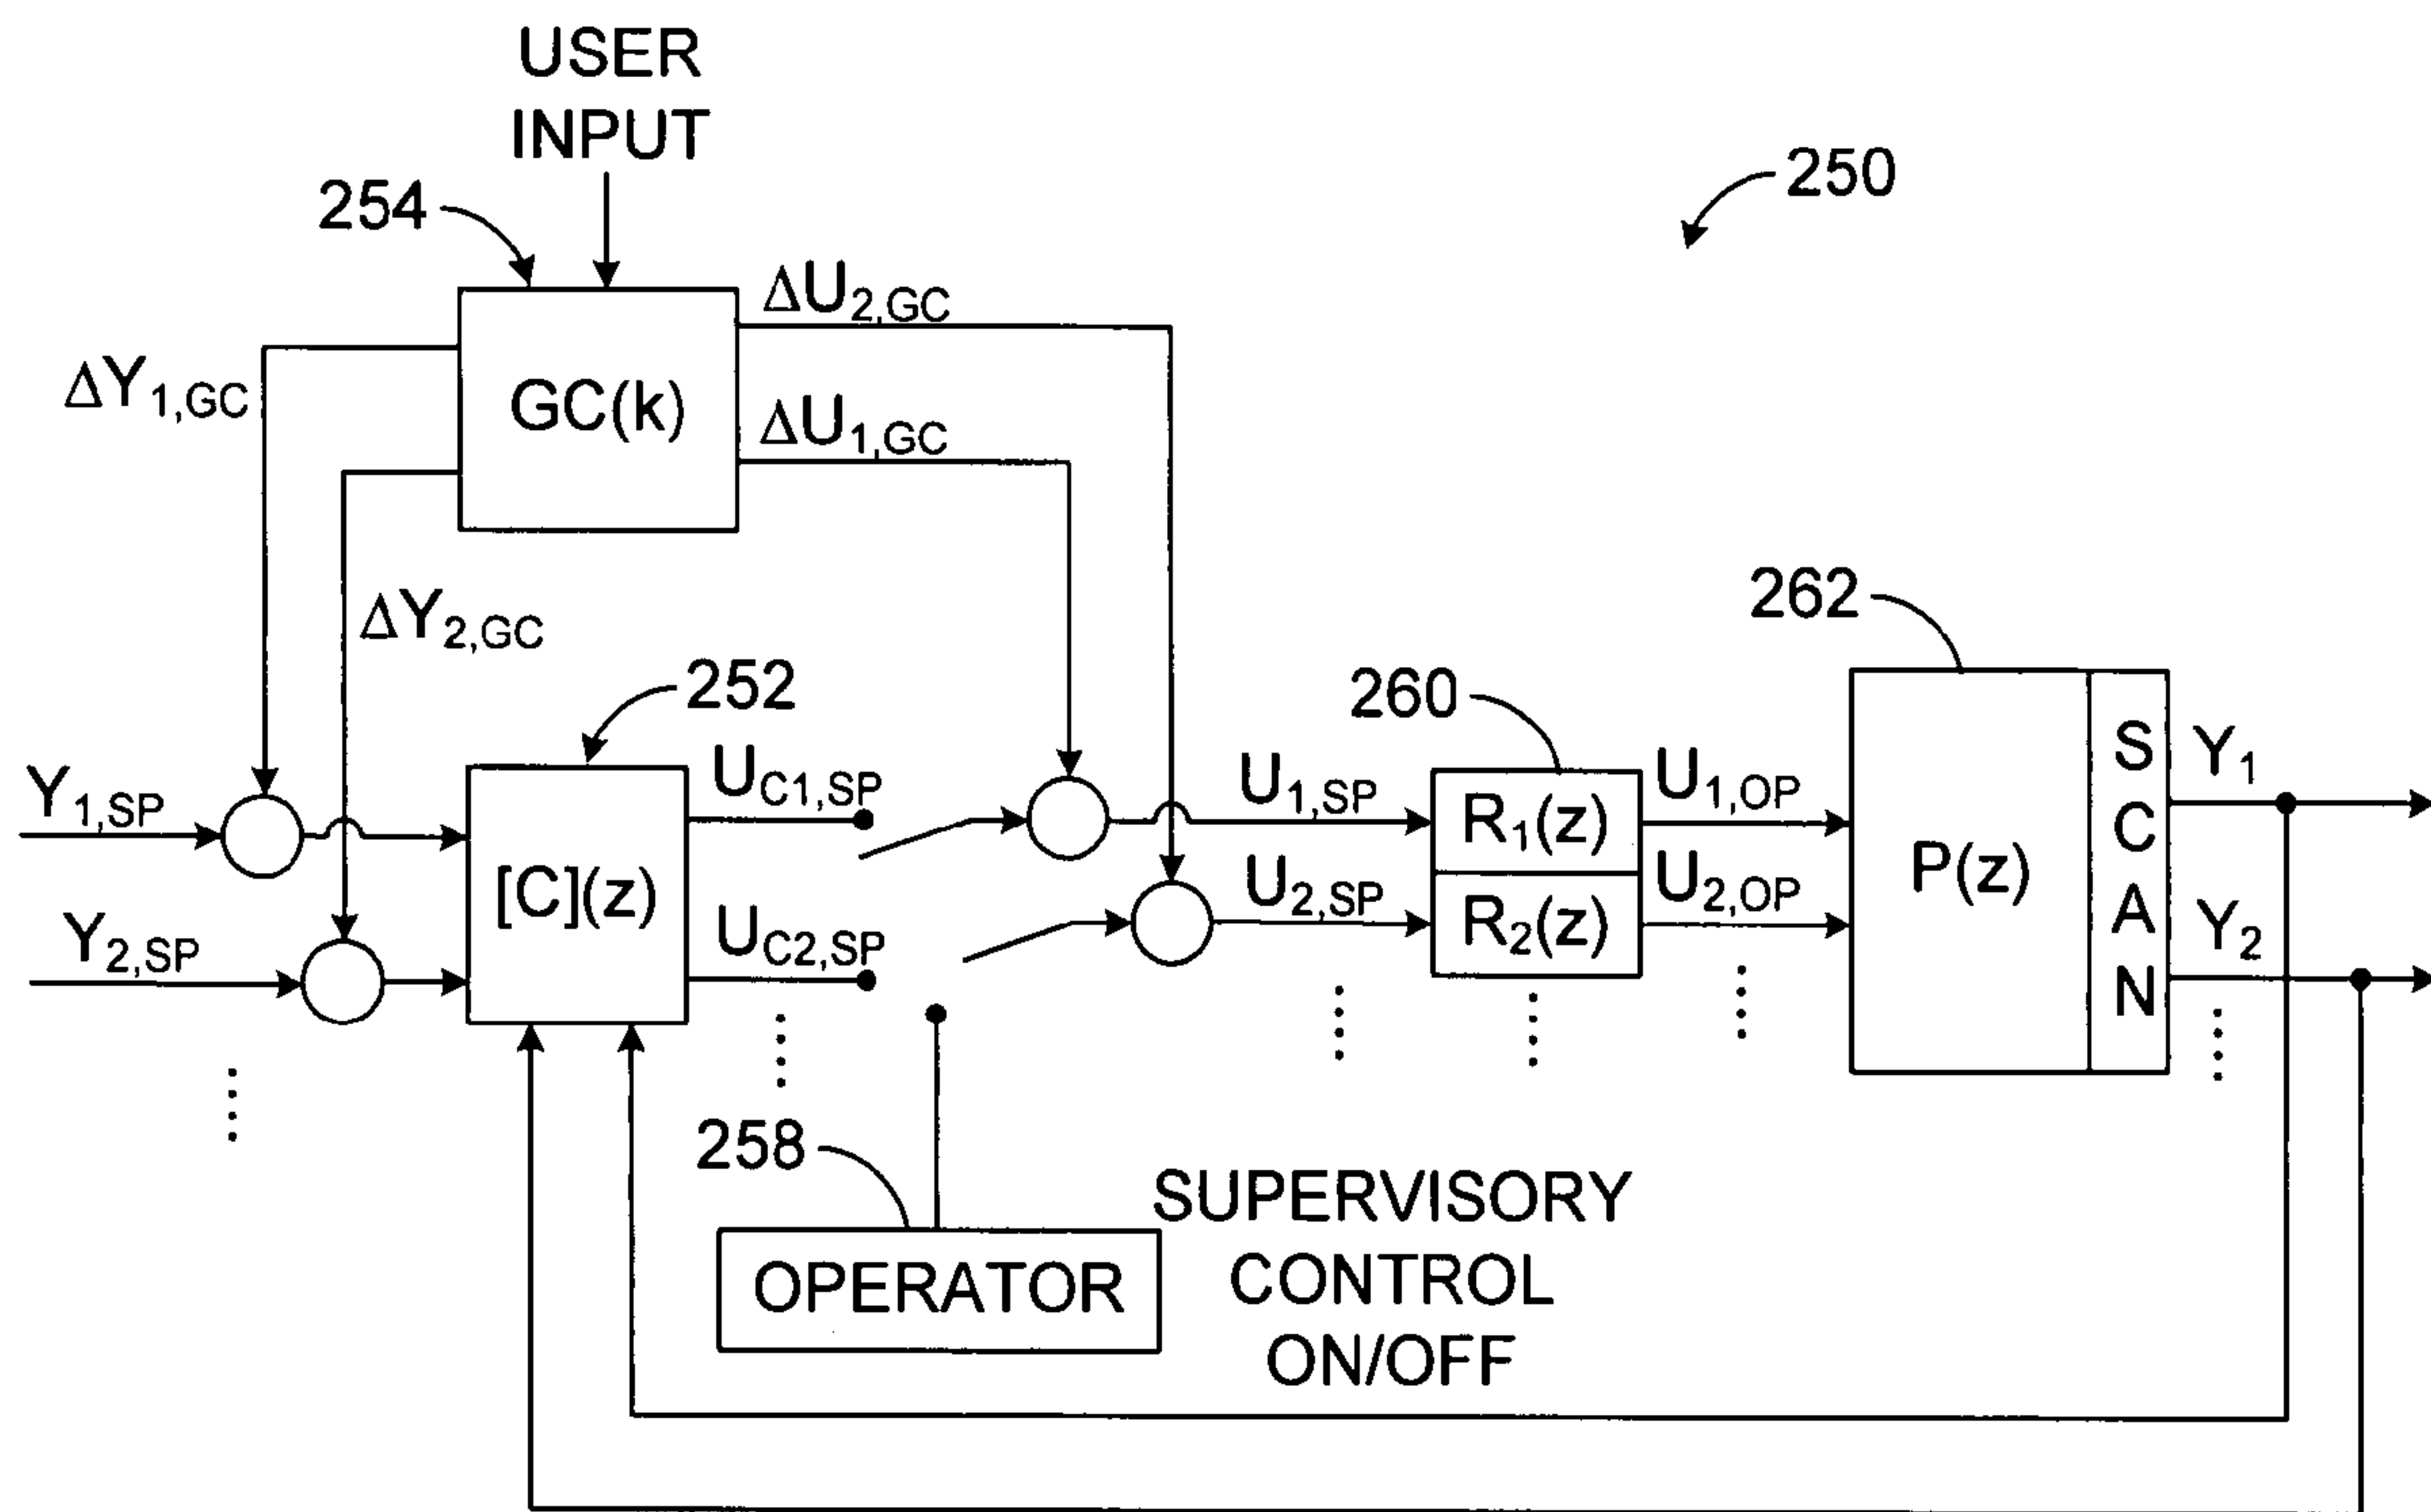 USER
INPUT
250
254
ΔU2,GC
ΔY1,GC
GC(k)
ΔU1,GC
262
ΔY2,GC
252
260
Y1,SP
UC1,SP
U1,SP
R1(z)
U1,OP
P(z)
SCAN
Y1
[C](z)
Y2,SP
UC2,SP
U2,SP
R2(z)
U2,OP
Y2
258
OPERATOR
SUPERVISORY
CONTROL
ON/OFF